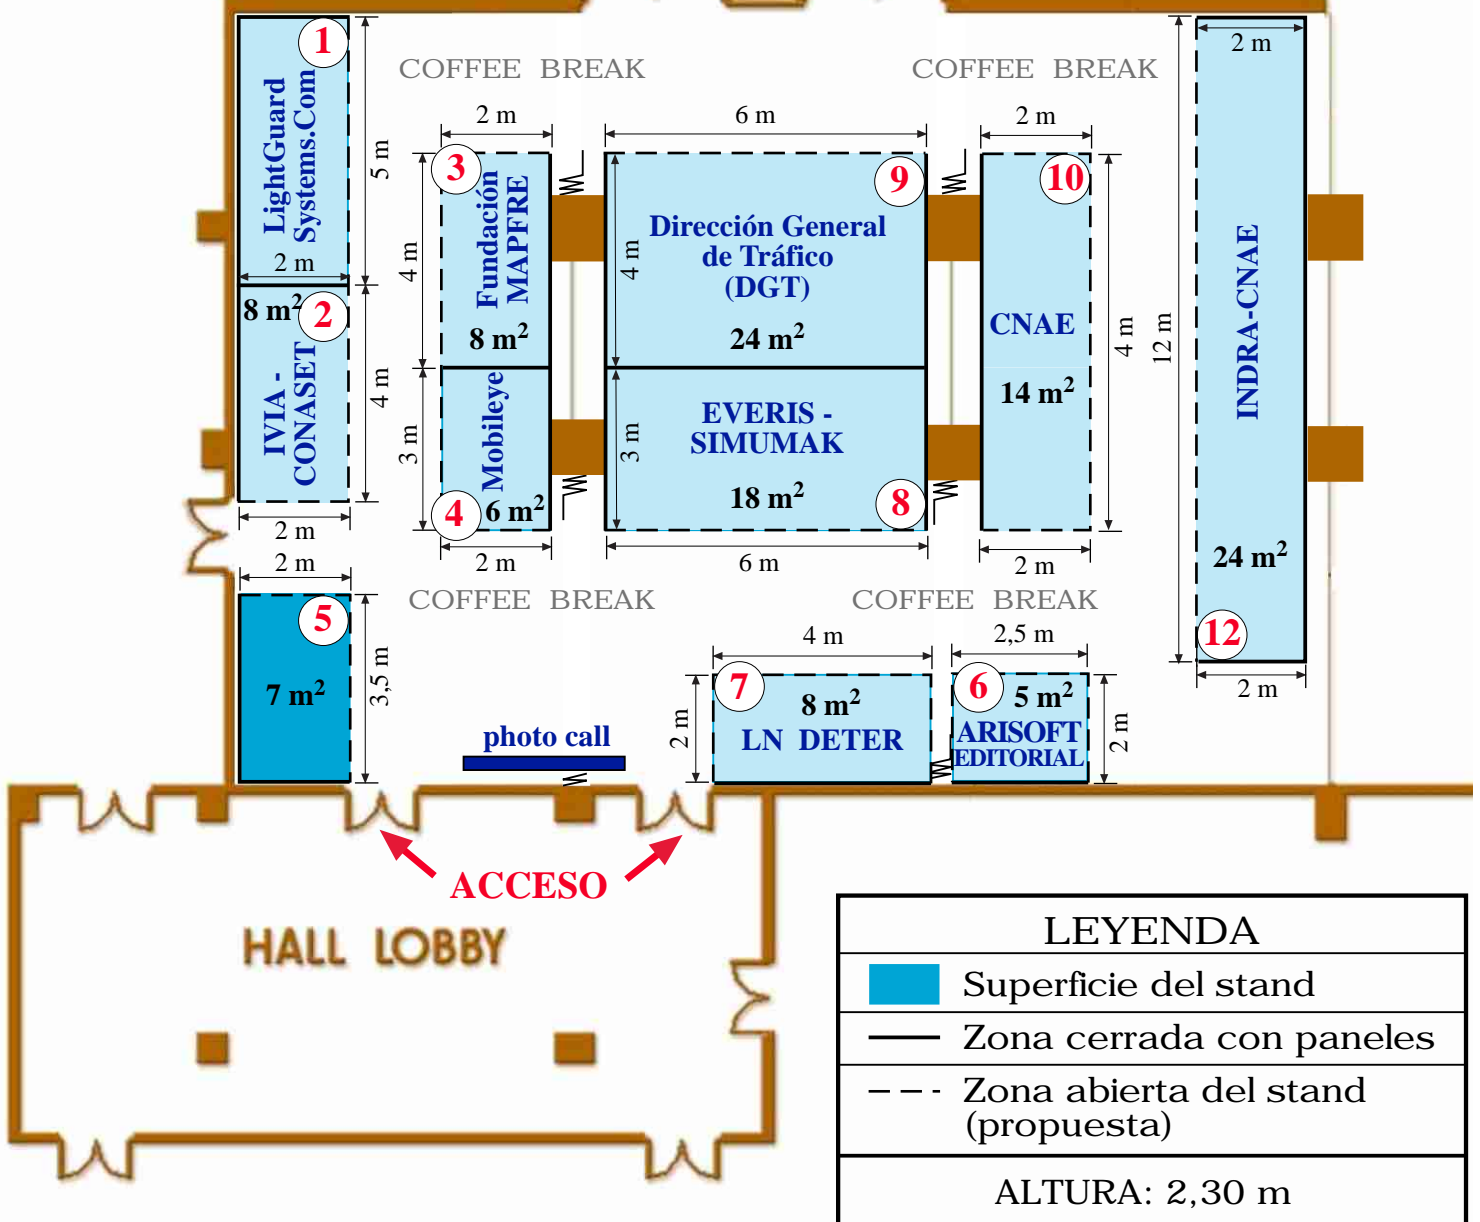 1
LightGuard
Systems.Com
5 m
2 m
8 m²
2
IVIA -
CONASET
4 m
2 m
COFFEE BREAK
COFFEE BREAK
2 m
3
Fundación
MAPFRE
4 m
8 m²
Mobileye
3 m
4
6 m²
2 m
6 m
9
Dirección General
de Tráfico
(DGT)
4 m
24 m²
EVERIS -
SIMUMAK
3 m
18 m²
8
6 m
2 m
10
CNAE
14 m²
4 m
2 m
2 m
12 m
INDRA-CNAE
24 m²
12
2 m
2 m
5
7 m²
3,5 m
COFFEE BREAK
COFFEE BREAK
photo call
4 m
7
8 m²
LN DETER
2 m
2,5 m
6
5 m²
ARISOFT
EDITORIAL
2 m
ACCESO
HALL LOBBY
LEYENDA
Superficie del stand
Zona cerrada con paneles
Zona abierta del stand
(propuesta)
ALTURA: 2,30 m